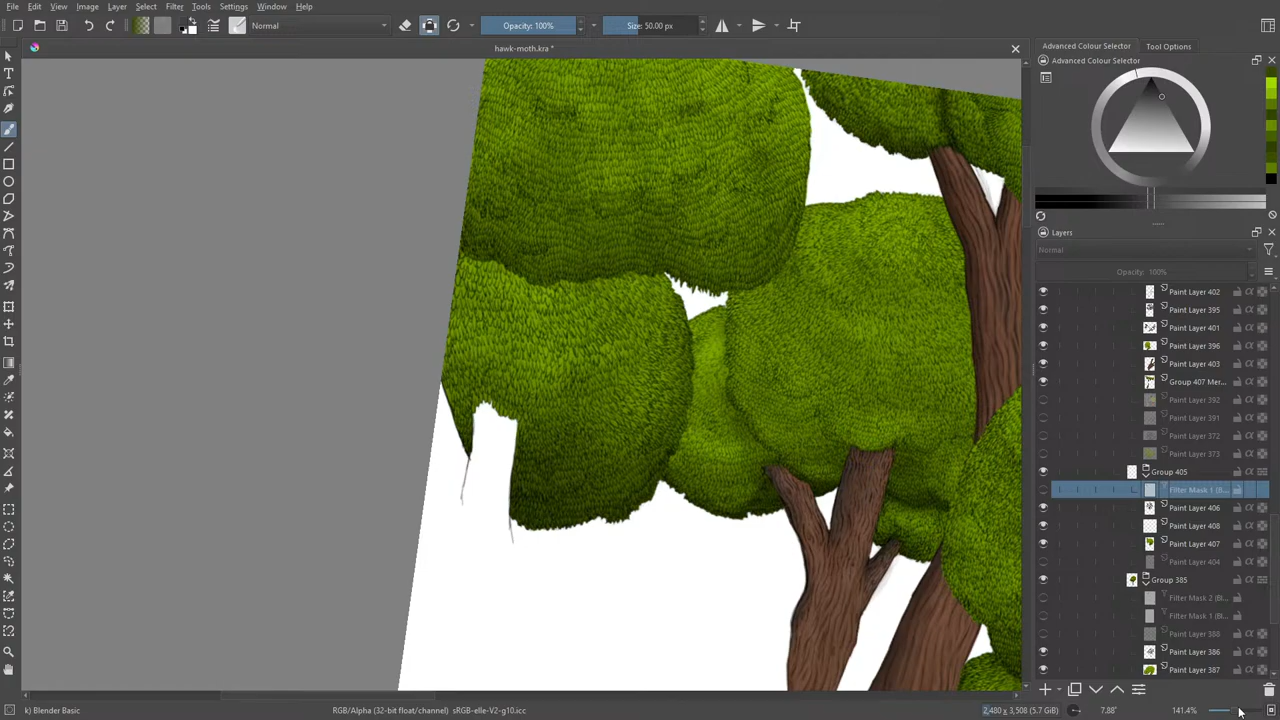 File Edit View Image Layer Select Filter Tools Settings Window Help
Normal Opacity: 100% Size: 50.00 px
hawk-moth.kra *
Advanced Colour Selector Tool Options
Advanced Colour Selector
Layers
Normal
Opacity: 100%
Paint Layer 402
Paint Layer 395
Paint Layer 401
Paint Layer 396
Paint Layer 403
Group 407 Mer...
Paint Layer 392
Paint Layer 391
Paint Layer 372
Paint Layer 373
Group 405
Filter Mask 1 (Bl...
Paint Layer 406
Paint Layer 408
Paint Layer 407
Paint Layer 404
Group 385
Filter Mask 2 (Bl...
Filter Mask 1 (Bl...
Paint Layer 388
Paint Layer 386
Paint Layer 387
k) Blender Basic RGB/Alpha (32-bit float/channel) sRGB-elle-V2-g10.icc 2,480 x 3,508 (5.7 GiB) 7.88° 141.4%